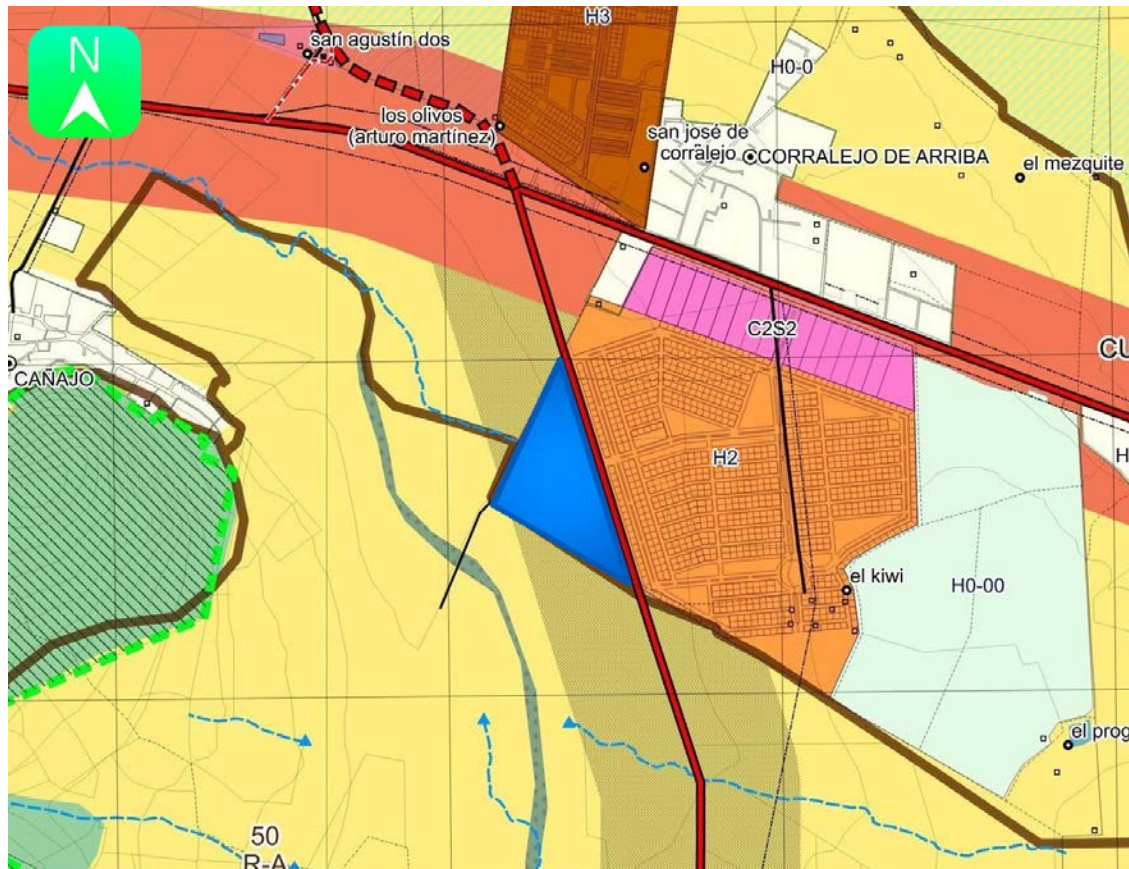 H3
N
san agustín dos
H0-0
los olivos
(arturo martínez)
san josé de
corralejo
CORRALEJO DE ARRIBA
el mezquite
C2S2
CU
CAÑAJO
H2
H
el kiwi
H0-00
el prog
50
R-A